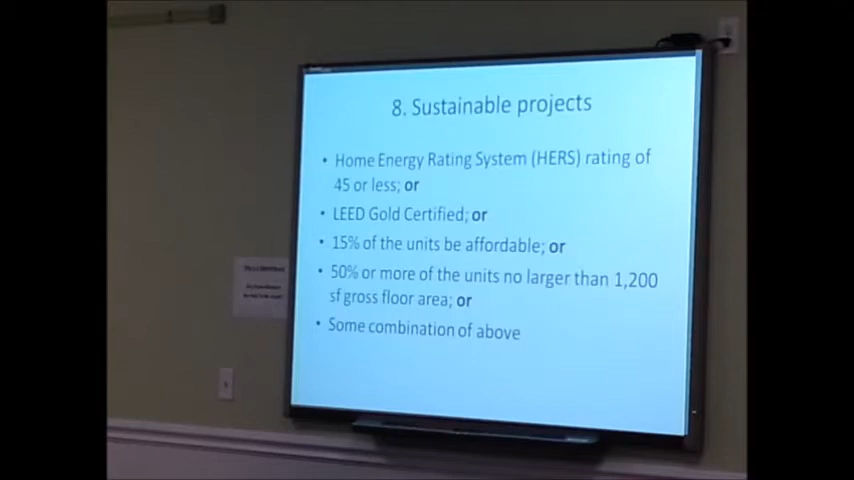 8. Sustainable projects
• Home Energy Rating System (HERS) rating of
45 or less; or
• LEED Gold Certified; or
• 15% of the units be affordable; or
• 50% or more of the units no larger than 1,200
sf gross floor area; or
• Some combination of above